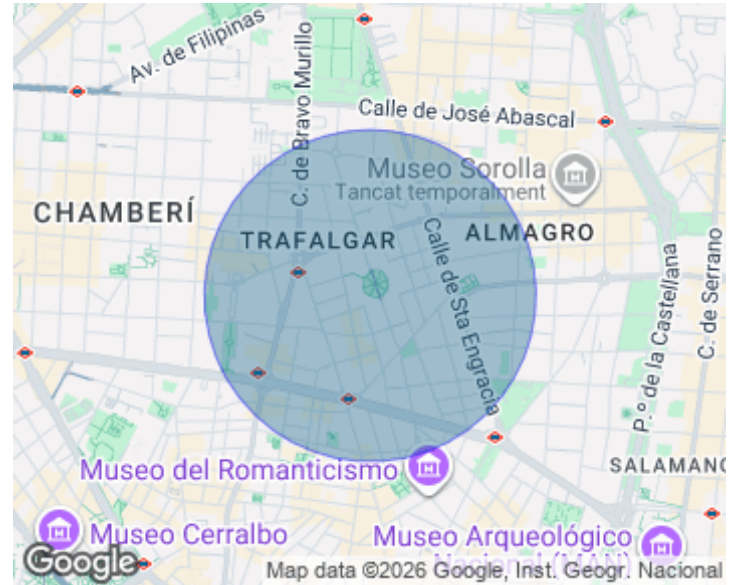 Av. de Filipinas
C. de Bravo Murillo
Calle de José Abascal
Museo Sorolla
Tancat temporalment
CHAMBERÍ
TRAFALGAR
ALMAGRO
Calle de Sta Engracia
P.º de la Castellana
C. de Serrano
Museo del Romanticismo
SALAMANC
Museo Cerralbo
Museo Arqueológico
Nacional (MAN)
Google
Map data ©2026 Google, Inst. Geogr. Nacional